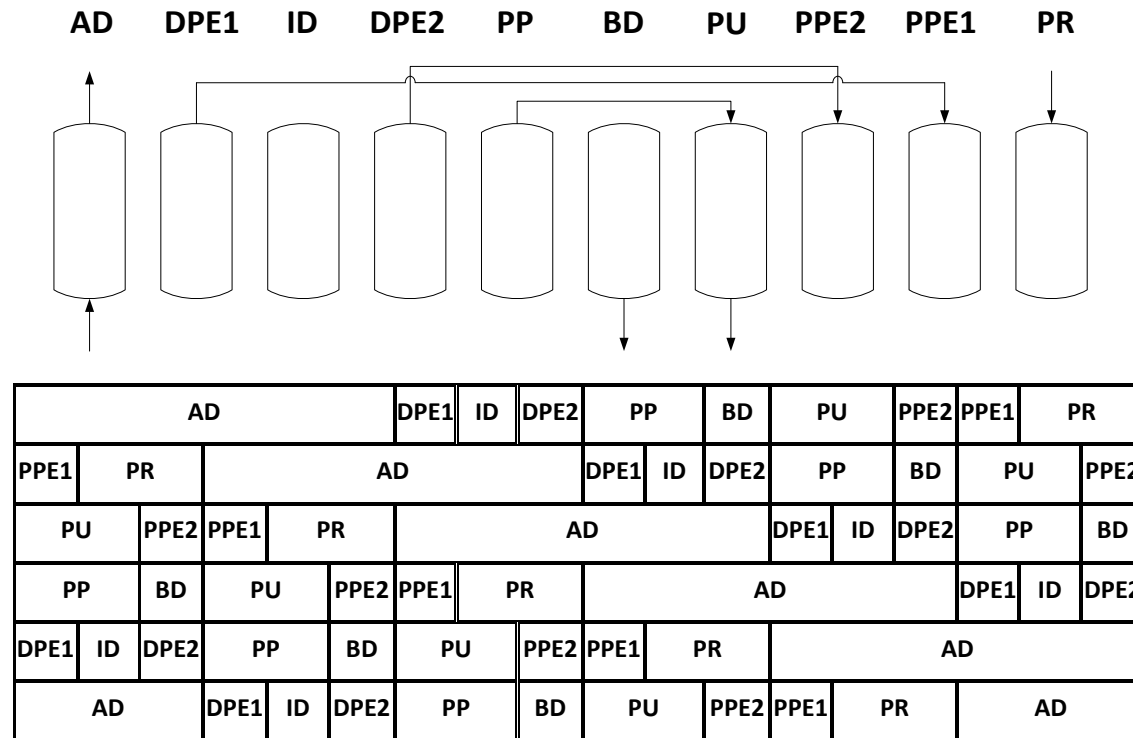 AD DPE1 ID DPE2 PP BD PU PPE2 PPE1 PR
AD DPE1 ID DPE2 PP BD PU PPE2 PPE1 PR
PPE1 PR AD DPE1 ID DPE2 PP BD PU PPE2
PU PPE2 PPE1 PR AD DPE1 ID DPE2 PP BD
PP BD PU PPE2 PPE1 PR AD DPE1 ID DPE2
DPE1 ID DPE2 PP BD PU PPE2 PPE1 PR AD
AD DPE1 ID DPE2 PP BD PU PPE2 PPE1 PR AD